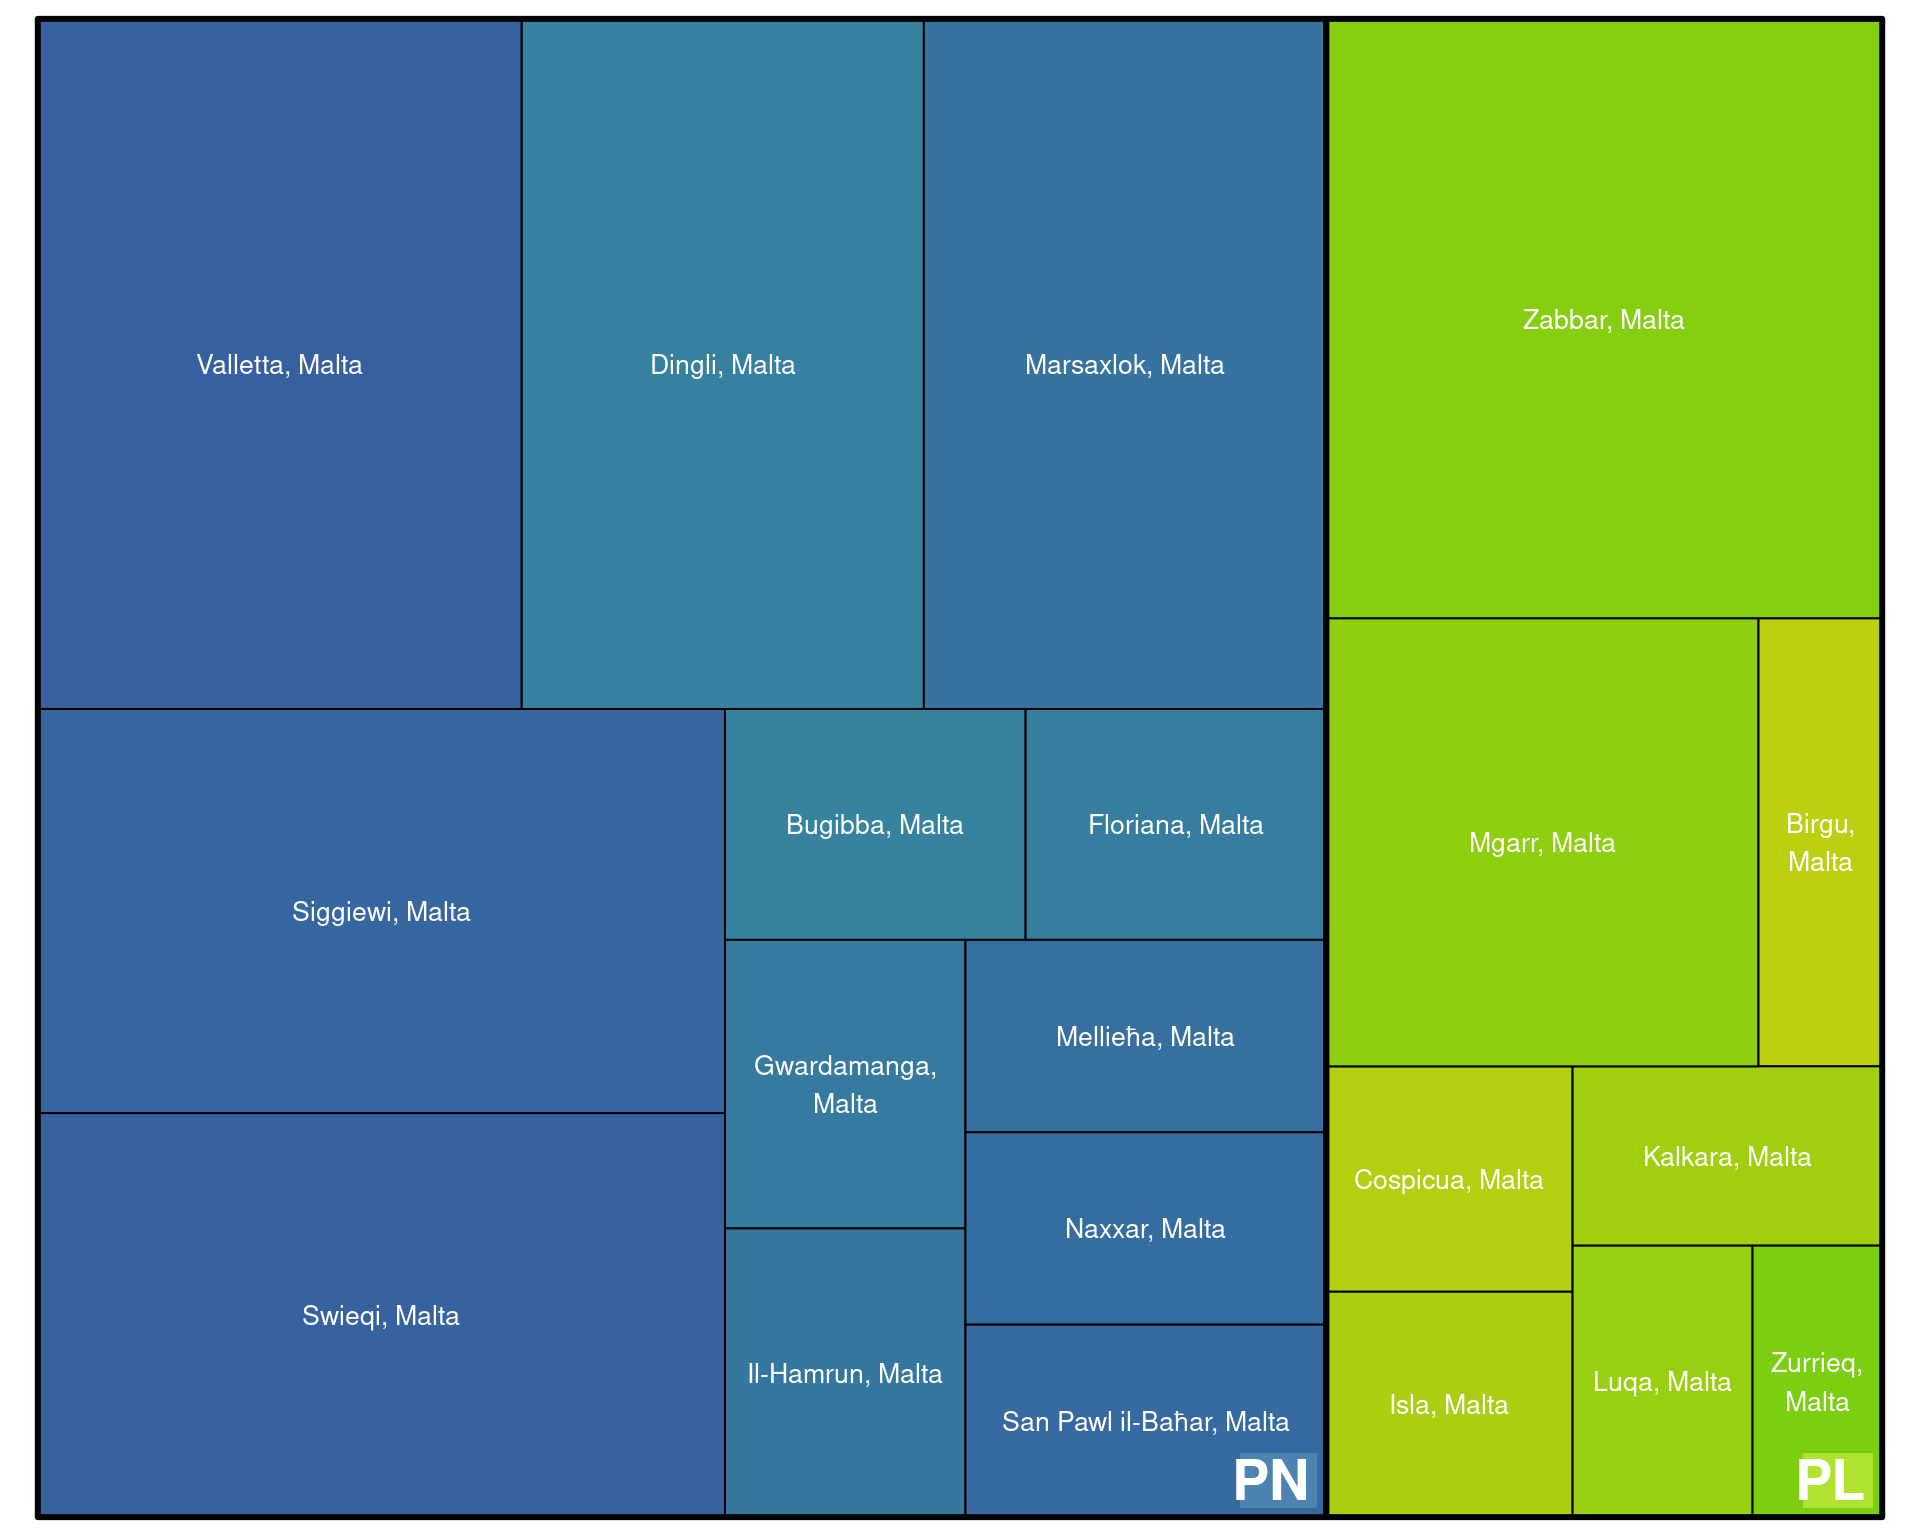 Valletta, Malta
Dingli, Malta
Marsaxlok, Malta
Zabbar, Malta
Siggiewi, Malta
Bugibba, Malta
Floriana, Malta
Mgarr, Malta
Birgu,
Malta
Gwardamanga,
Malta
Mellieħa, Malta
Cospicua, Malta
Kalkara, Malta
Swieqi, Malta
Il-Hamrun, Malta
Naxxar, Malta
San Pawl il-Baħar, Malta
Isla, Malta
Luqa, Malta
Zurrieq,
Malta
PN
PL